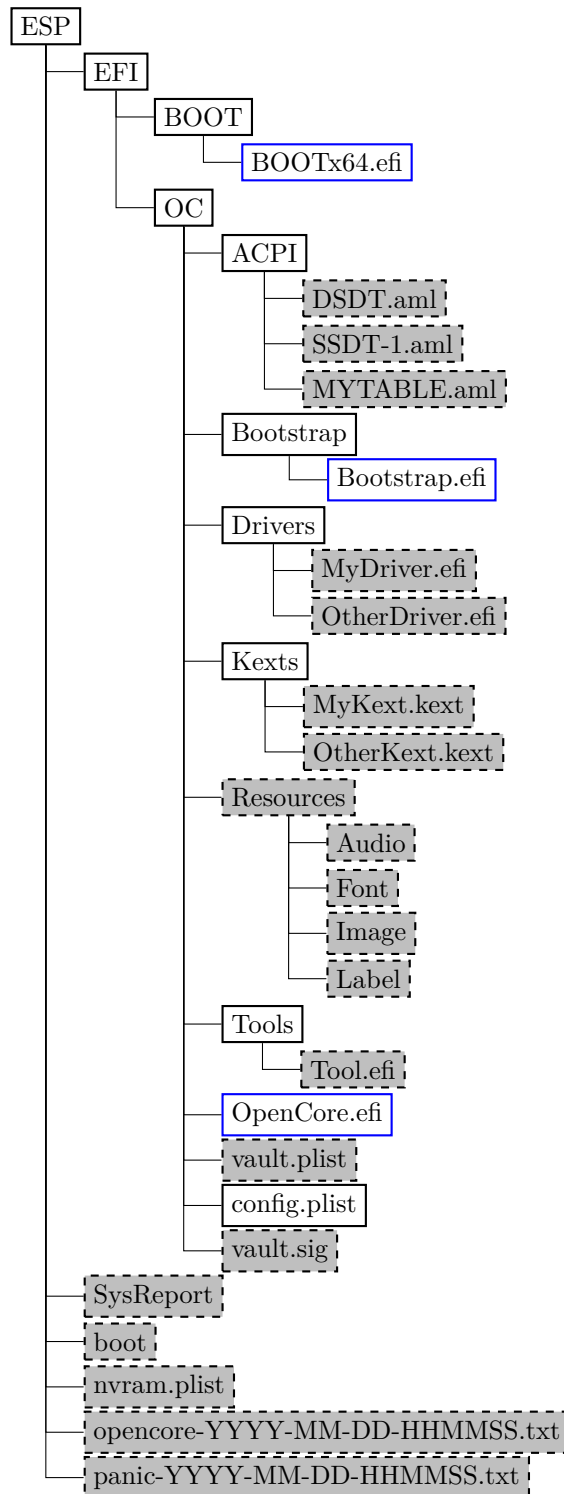 ESP
EFI
BOOT
BOOTx64.efi
OC
ACPI
DSDT.aml
SSDT-1.aml
MYTABLE.aml
Bootstrap
Bootstrap.efi
Drivers
MyDriver.efi
OtherDriver.efi
Kexts
MyKext.kext
OtherKext.kext
Resources
Audio
Font
Image
Label
Tools
Tool.efi
OpenCore.efi
vault.plist
config.plist
vault.sig
SysReport
boot
nvram.plist
opencore-YYYY-MM-DD-HHMMSS.txt
panic-YYYY-MM-DD-HHMMSS.txt